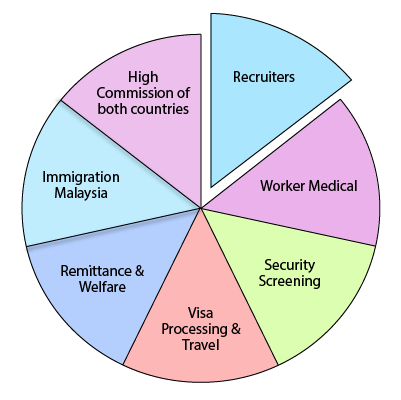 Recruiters
Worker Medical
Security
Screening
Visa
Processing &
Travel
Remittance &
Welfare
Immigration
Malaysia
High
Commission of
both countries